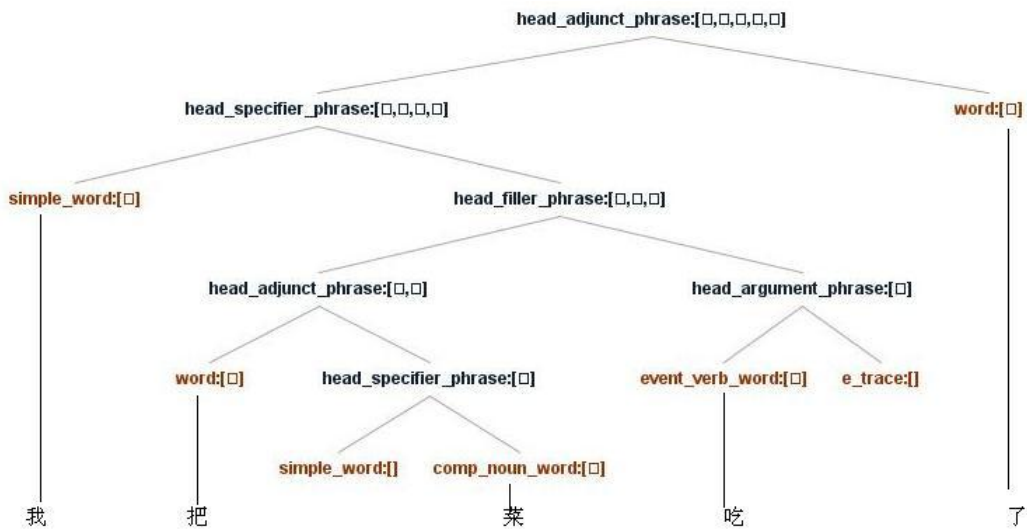 head_adjunct_phrase:[□,□,□,□,□]
head_specifier_phrase:[□,□,□,□] word:[□]
simple_word:[□] head_filler_phrase:[□,□,□]
head_adjunct_phrase:[□,□] head_argument_phrase:[□]
word:[□] head_specifier_phrase:[□] event_verb_word:[□] e_trace:[]
simple_word:[] comp_noun_word:[□]
我 把 菜 吃 了